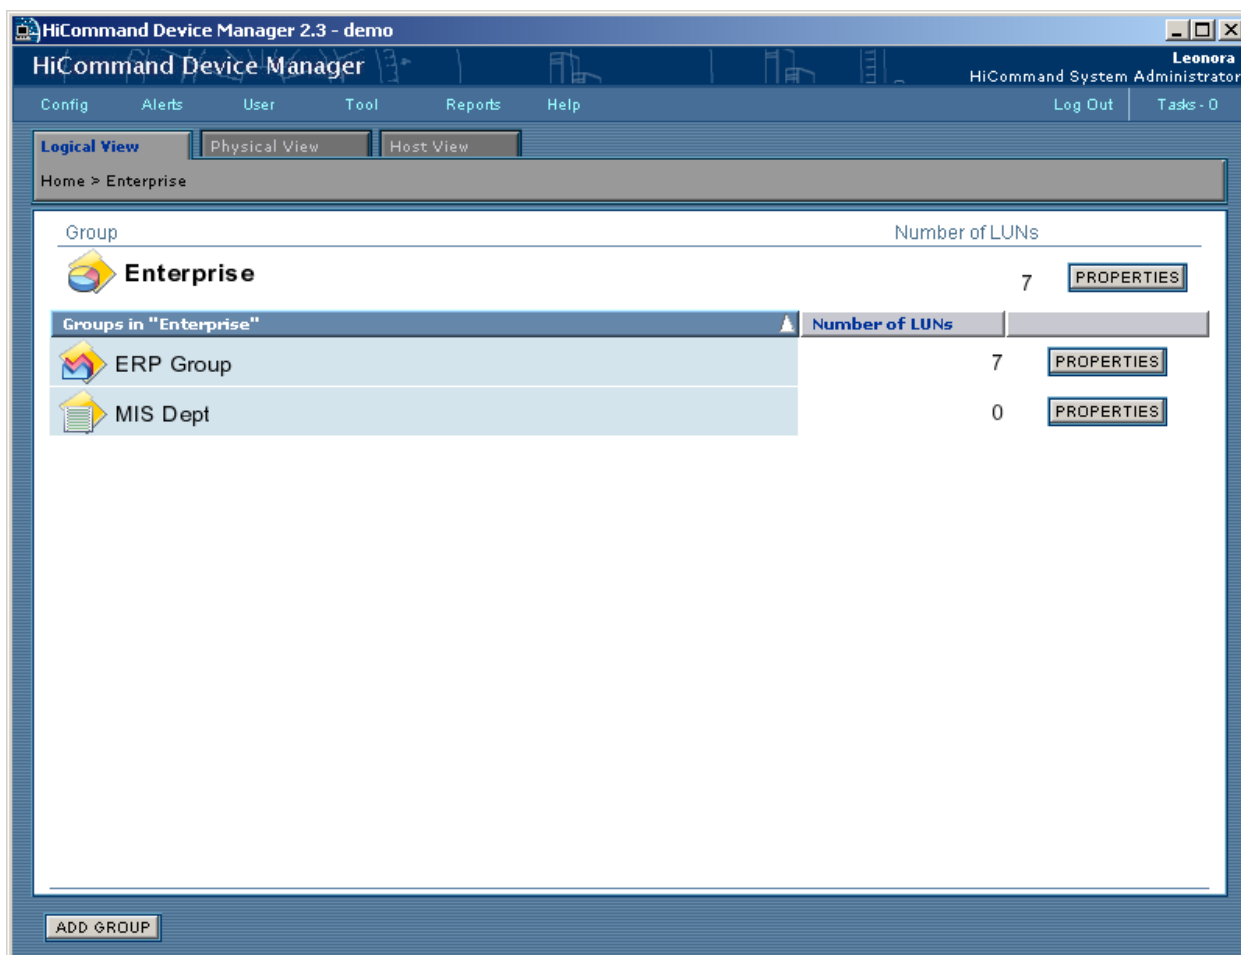 HiCommand Device Manager 2.3 - demo
HiCommand Device Manager
Leonora
HiCommand System Administrator
Config Alerts User Tool Reports Help Log Out Tasks - 0
Logical View Physical View Host View
Home > Enterprise
Group Number of LUNs
Enterprise 7 PROPERTIES
Groups in "Enterprise" Number of LUNs
ERP Group 7 PROPERTIES
MIS Dept 0 PROPERTIES
ADD GROUP